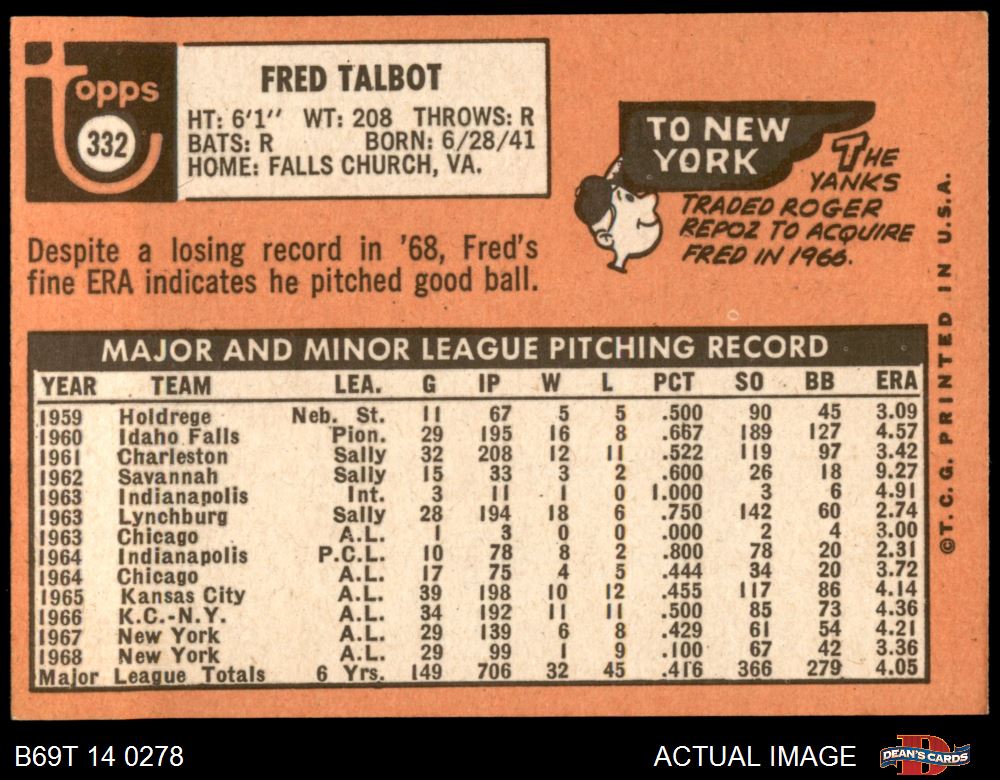 Topps
332
FRED TALBOT
HT: 6'1'' WT: 208 THROWS: R
BATS: R BORN: 6/28/41
HOME: FALLS CHURCH, VA.
TO NEW
YORK
THE
YANKS
TRADED ROGER
REPOZ TO ACQUIRE
FRED IN 1966.
Despite a losing record in '68, Fred's
fine ERA indicates he pitched good ball.
MAJOR AND MINOR LEAGUE PITCHING RECORD
YEAR TEAM LEA. G IP W L PCT SO BB ERA
1959 Holdrege Neb. St. 11 67 5 5 .500 90 45 3.09
1960 Idaho Falls Pion. 29 195 16 8 .667 189 127 4.57
1961 Charleston Sally 32 208 12 11 .522 119 97 3.42
1962 Savannah Sally 15 33 3 2 .600 26 18 9.27
1963 Indianapolis Int. 3 11 1 0 1.000 3 6 4.91
1963 Lynchburg Sally 28 194 18 6 .750 142 60 2.74
1963 Chicago A.L. 1 3 0 0 .000 2 4 3.00
1964 Indianapolis P.C.L. 10 78 8 2 .800 78 20 2.31
1964 Chicago A.L. 17 75 4 5 .444 34 20 3.72
1965 Kansas City A.L. 39 198 10 12 .455 117 86 4.14
1966 K.C.-N.Y. A.L. 34 192 11 11 .500 85 73 4.36
1967 New York A.L. 29 139 6 8 .429 61 54 4.21
1968 New York A.L. 29 99 1 9 .100 67 42 3.36
Major League Totals 6 Yrs. 149 706 32 45 .416 366 279 4.05
©T.C.G. PRINTED IN U.S.A.
B69T 14 0278
ACTUAL IMAGE
DEAN'S CARDS